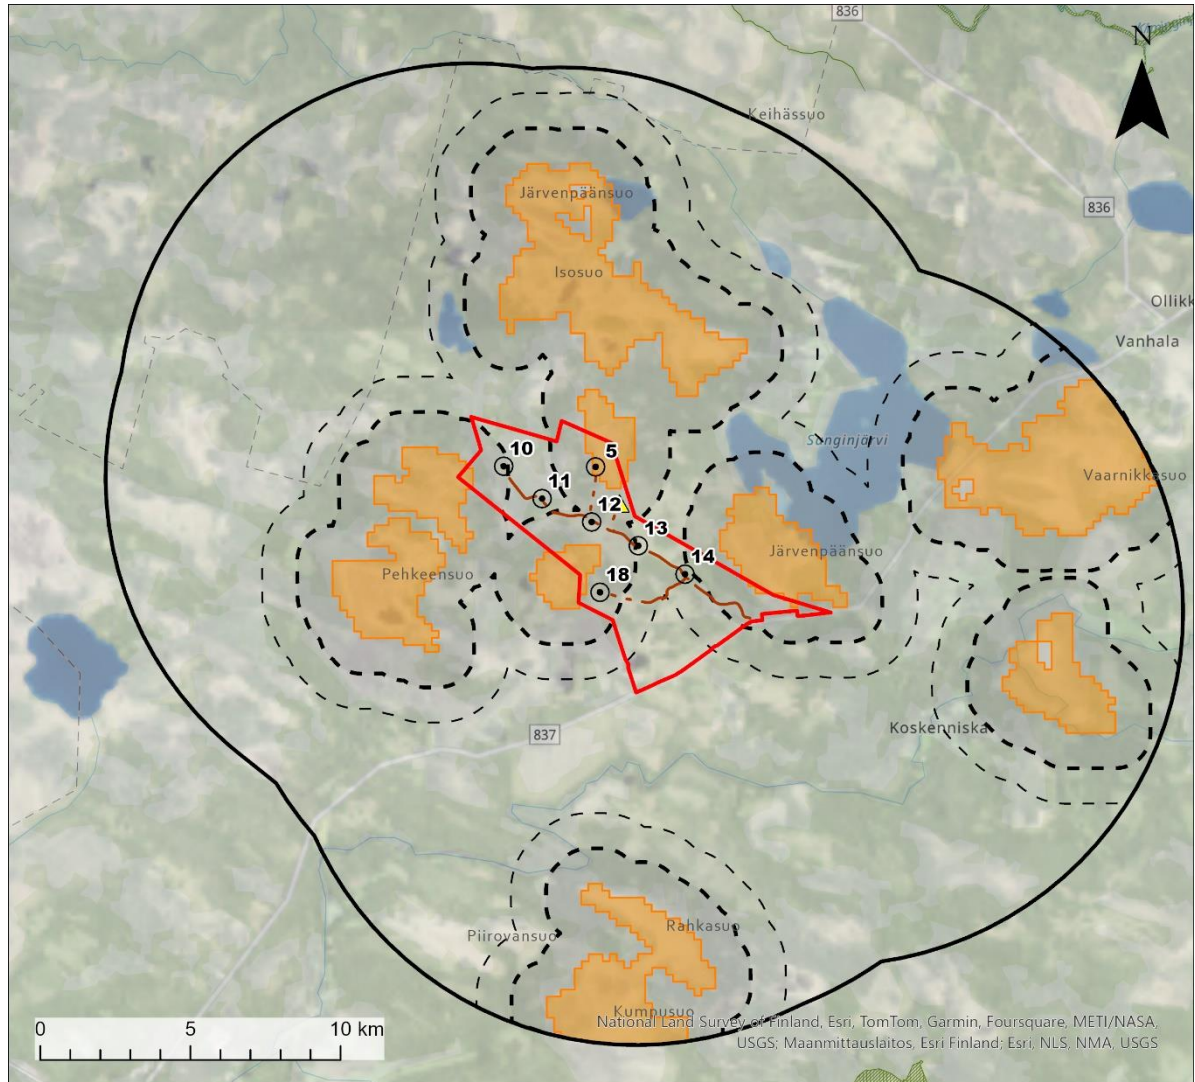 836
N
Keihässuo
Järvenpäänsuo
836
Isosuo
Ollikk
Vanhala
Sanginjärvi
10
5
11
12
13
14
18
Vaarnikkasuo
Järvenpäänsuo
Pehkeensuo
837
Koskenniska
Rahkasuo
Piirovansuo
Kumpusuo
0 5 10 km
National Land Survey of Finland, Esri, TomTom, Garmin, Foursquare, METI/NASA,
USGS; Maanmittauslaitos, Esri Finland; Esri, NLS, NMA, USGS